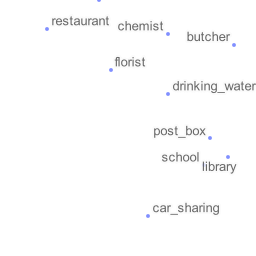 restaurant
chemist
butcher
florist
drinking_water
post_box
school
library
car_sharing